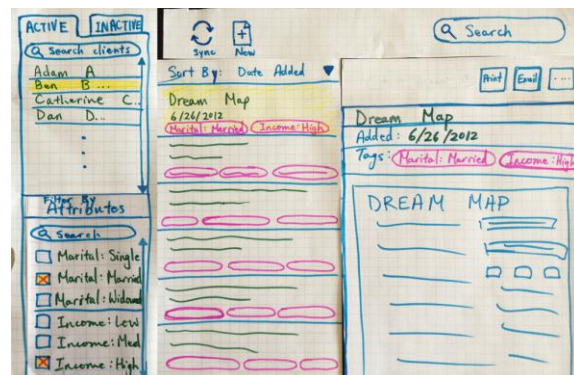 ACTIVE
INACTIVE
Search clients
Adam A
Ben B...
Catherine C..
Dan D..
Filter By
Attributes
Search
Marital: Single
Marital: Married
Marital: Widowed
Income: Low
Income: Med
Income: High
Sync
New
Sort By: Date Added
Dream Map
6/26/2012
Marital: Married
Income: High
Search
Print
Email
....
Dream Map
Added: 6/26/2012
Tags: Marital: Married Income: High
DREAM MAP